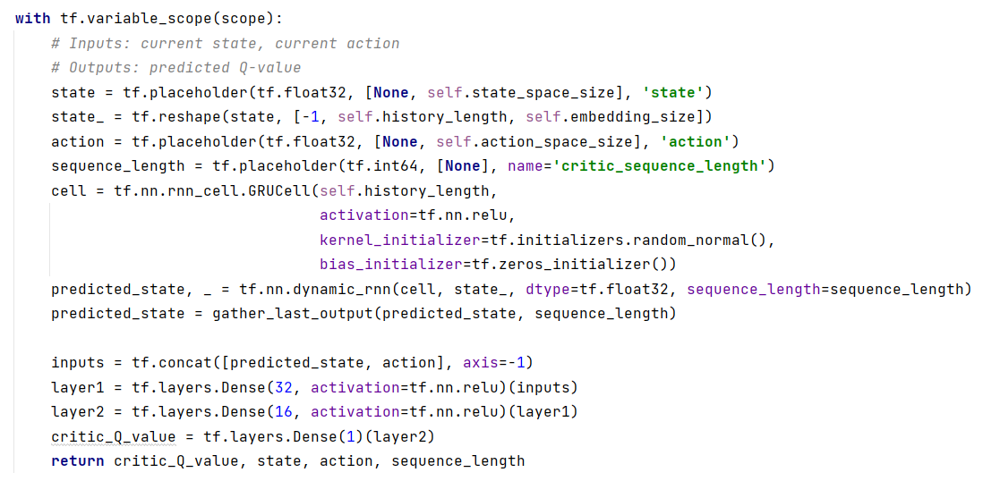 with tf.variable_scope(scope):
    # Inputs: current state, current action
    # Outputs: predicted Q-value
    state = tf.placeholder(tf.float32, [None, self.state_space_size], 'state')
    state_ = tf.reshape(state, [-1, self.history_length, self.embedding_size])
    action = tf.placeholder(tf.float32, [None, self.action_space_size], 'action')
    sequence_length = tf.placeholder(tf.int64, [None], name='critic_sequence_length')
    cell = tf.nn.rnn_cell.GRUCell(self.history_length,
                                  activation=tf.nn.relu,
                                  kernel_initializer=tf.initializers.random_normal(),
                                  bias_initializer=tf.zeros_initializer())
    predicted_state, _ = tf.nn.dynamic_rnn(cell, state_, dtype=tf.float32, sequence_length=sequence_length)
    predicted_state = gather_last_output(predicted_state, sequence_length)

    inputs = tf.concat([predicted_state, action], axis=-1)
    layer1 = tf.layers.Dense(32, activation=tf.nn.relu)(inputs)
    layer2 = tf.layers.Dense(16, activation=tf.nn.relu)(layer1)
    critic_Q_value = tf.layers.Dense(1)(layer2)
    return critic_Q_value, state, action, sequence_length